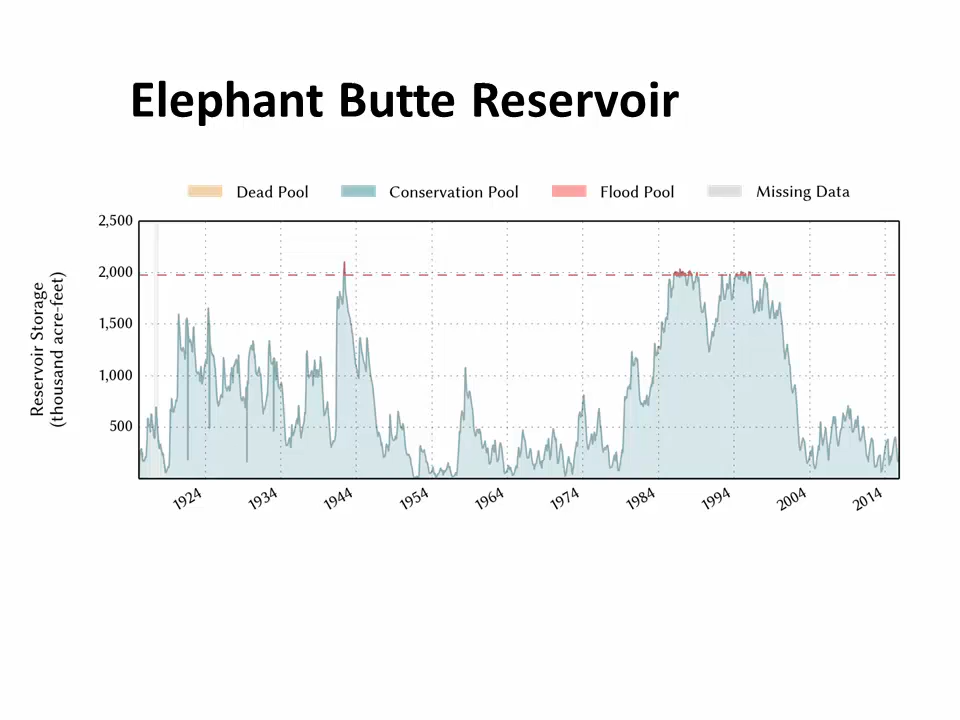 Elephant Butte Reservoir
Dead Pool Conservation Pool Flood Pool Missing Data
Reservoir Storage
(thousand acre-feet)
2,500
2,000
1,500
1,000
500
1924 1934 1944 1954 1964 1974 1984 1994 2004 2014